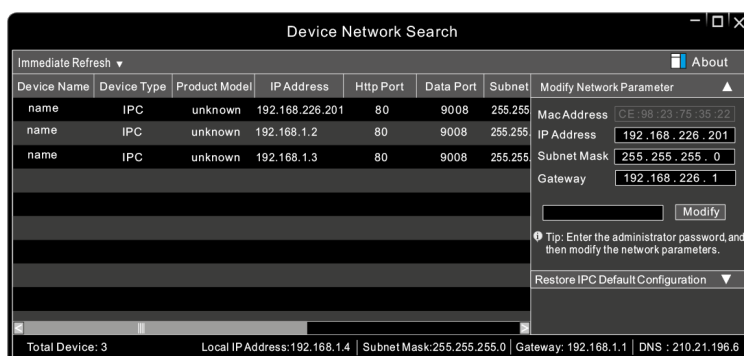 Device Network Search
Immediate Refresh ▼
About
Device Name Device Type Product Model IP Address Http Port Data Port Subnet
name IPC unknown 192.168.226.201 80 9008 255.255
name IPC unknown 192.168.1.2 80 9008 255.255.
name IPC unknown 192.168.1.3 80 9008 255.255.
Modify Network Parameter ▲
Mac Address CE:98:23:75:35:22
IP Address 192.168.226.201
Subnet Mask 255.255.255.0
Gateway 192.168.226.1
Modify
Tip: Enter the administrator password, and
then modify the network parameters.
Restore IPC Default Configuration ▼
Total Device: 3 Local IP Address:192.168.1.4 Subnet Mask:255.255.255.0 Gateway: 192.168.1.1 DNS : 210.21.196.6